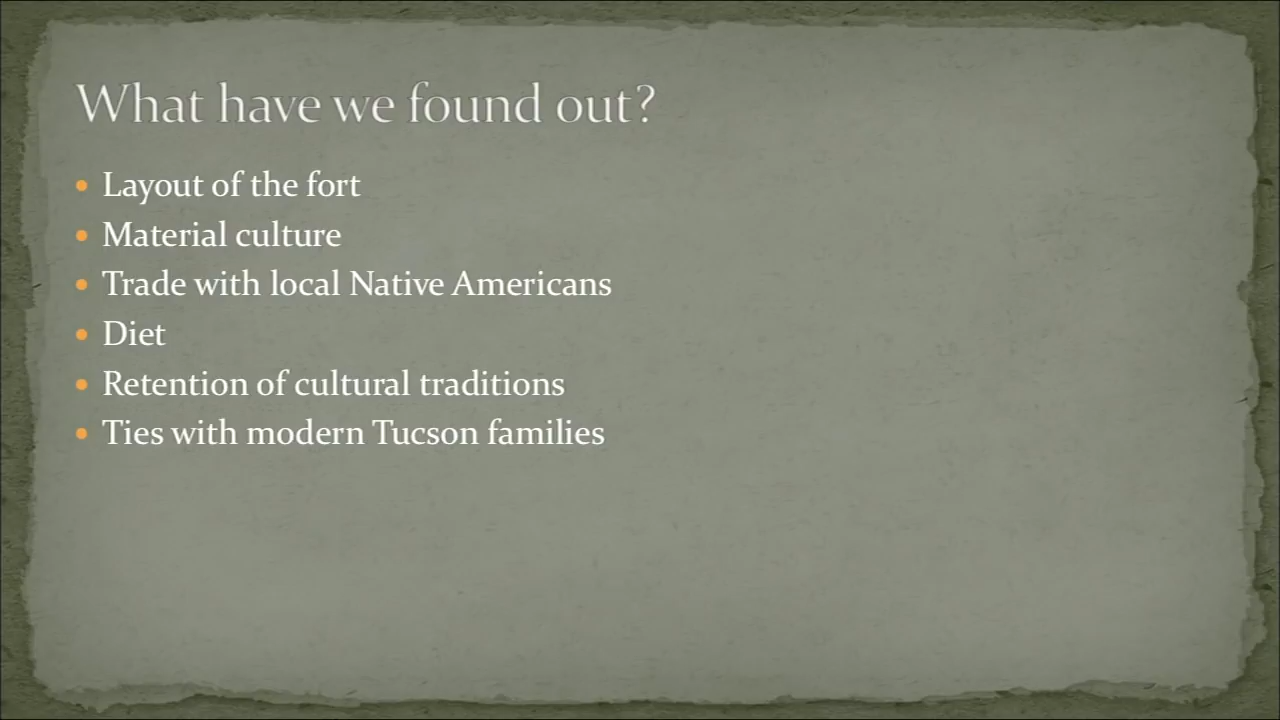 What have we found out?
• Layout of the fort
• Material culture
• Trade with local Native Americans
• Diet
• Retention of cultural traditions
• Ties with modern Tucson families